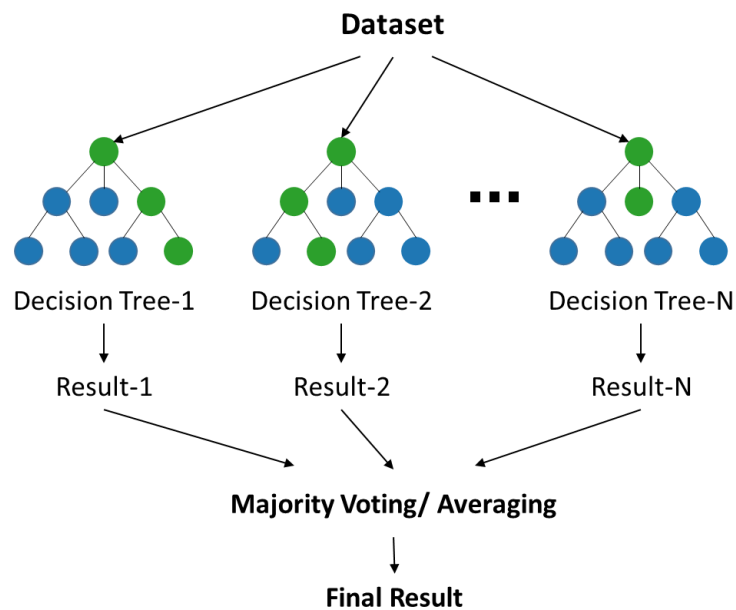 Dataset
...
Decision Tree-1
Decision Tree-2
Decision Tree-N
Result-1
Result-2
Result-N
Majority Voting/ Averaging
Final Result